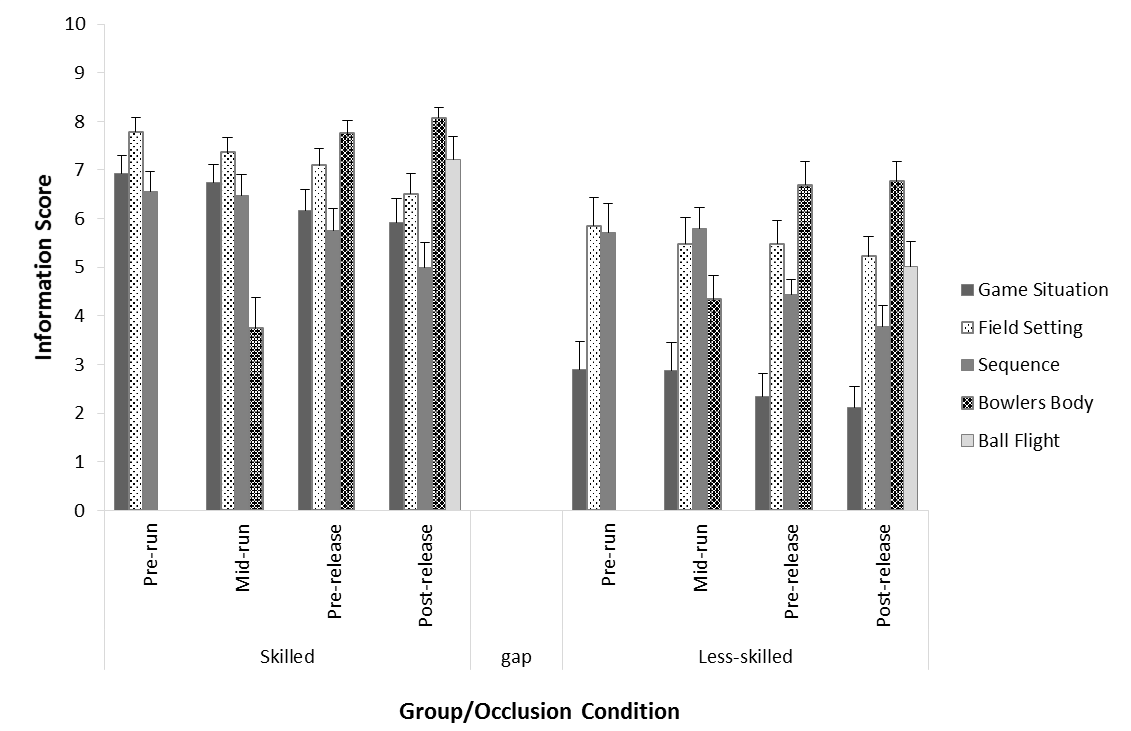 10
9
8
7
6
5
4
3
2
1
0
Information Score
Pre-run
Mid-run
Pre-release
Post-release
Pre-run
Mid-run
Pre-release
Post-release
Skilled
gap
Less-skilled
Group/Occlusion Condition
Game Situation
Field Setting
Sequence
Bowlers Body
Ball Flight